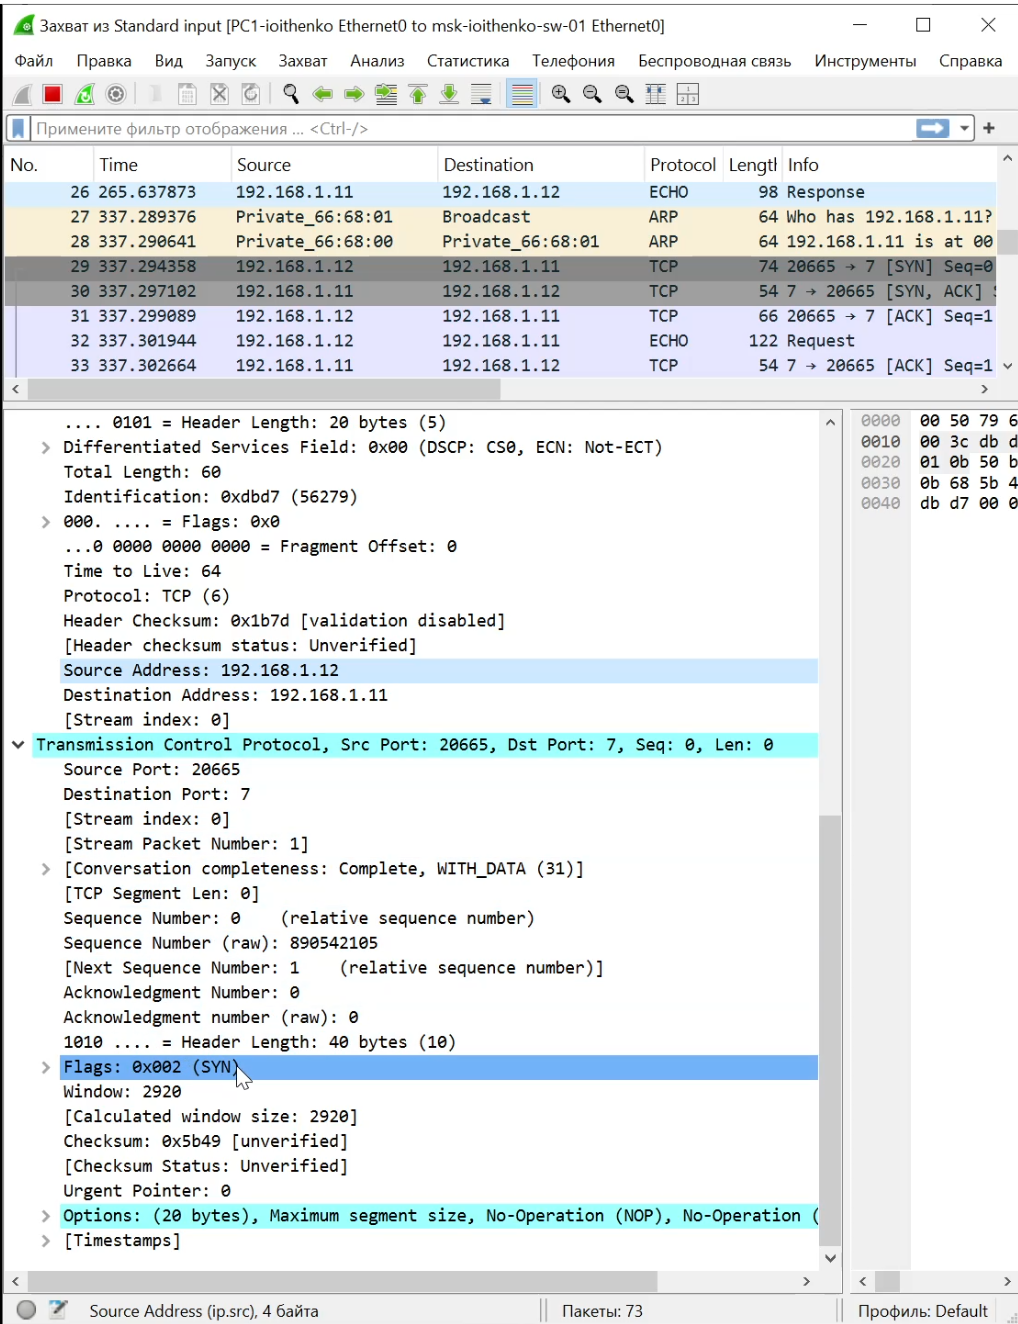 Захват из Standard input [PC1-ioithenko Ethernet0 to msk-ioithenko-sw-01 Ethernet0]
Файл Правка Вид Запуск Захват Анализ Статистика Телефония Беспроводная связь Инструменты Справка
Примените фильтр отображения ... <Ctrl-/>
No. Time Source Destination Protocol Length Info
26 265.637873 192.168.1.11 192.168.1.12 ECHO 98 Response
27 337.289376 Private_66:68:01 Broadcast ARP 64 Who has 192.168.1.11?
28 337.290641 Private_66:68:00 Private_66:68:01 ARP 64 192.168.1.11 is at 00
29 337.294358 192.168.1.12 192.168.1.11 TCP 74 20665 → 7 [SYN] Seq=0
30 337.297102 192.168.1.11 192.168.1.12 TCP 54 7 → 20665 [SYN, ACK]
31 337.299089 192.168.1.12 192.168.1.11 TCP 66 20665 → 7 [ACK] Seq=1
32 337.301944 192.168.1.12 192.168.1.11 ECHO 122 Request
33 337.302664 192.168.1.11 192.168.1.12 TCP 54 7 → 20665 [ACK] Seq=1
.... 0101 = Header Length: 20 bytes (5)
Differentiated Services Field: 0x00 (DSCP: CS0, ECN: Not-ECT)
Total Length: 60
Identification: 0xdbd7 (56279)
000. .... = Flags: 0x0
...0 0000 0000 0000 = Fragment Offset: 0
Time to Live: 64
Protocol: TCP (6)
Header Checksum: 0x1b7d [validation disabled]
[Header checksum status: Unverified]
Source Address: 192.168.1.12
Destination Address: 192.168.1.11
[Stream index: 0]
Transmission Control Protocol, Src Port: 20665, Dst Port: 7, Seq: 0, Len: 0
Source Port: 20665
Destination Port: 7
[Stream index: 0]
[Stream Packet Number: 1]
[Conversation completeness: Complete, WITH_DATA (31)]
[TCP Segment Len: 0]
Sequence Number: 0 (relative sequence number)
Sequence Number (raw): 890542105
[Next Sequence Number: 1 (relative sequence number)]
Acknowledgment Number: 0
Acknowledgment number (raw): 0
1010 .... = Header Length: 40 bytes (10)
Flags: 0x002 (SYN)
Window: 2920
[Calculated window size: 2920]
Checksum: 0x5b49 [unverified]
[Checksum Status: Unverified]
Urgent Pointer: 0
Options: (20 bytes), Maximum segment size, No-Operation (NOP), No-Operation (
[Timestamps]
0000 00 50 79 6
0010 00 3c db d
0020 01 0b 50 b
0030 0b 68 5b 4
0040 db d7 00 0
Source Address (ip.src), 4 байта Пакеты: 73 Профиль: Default